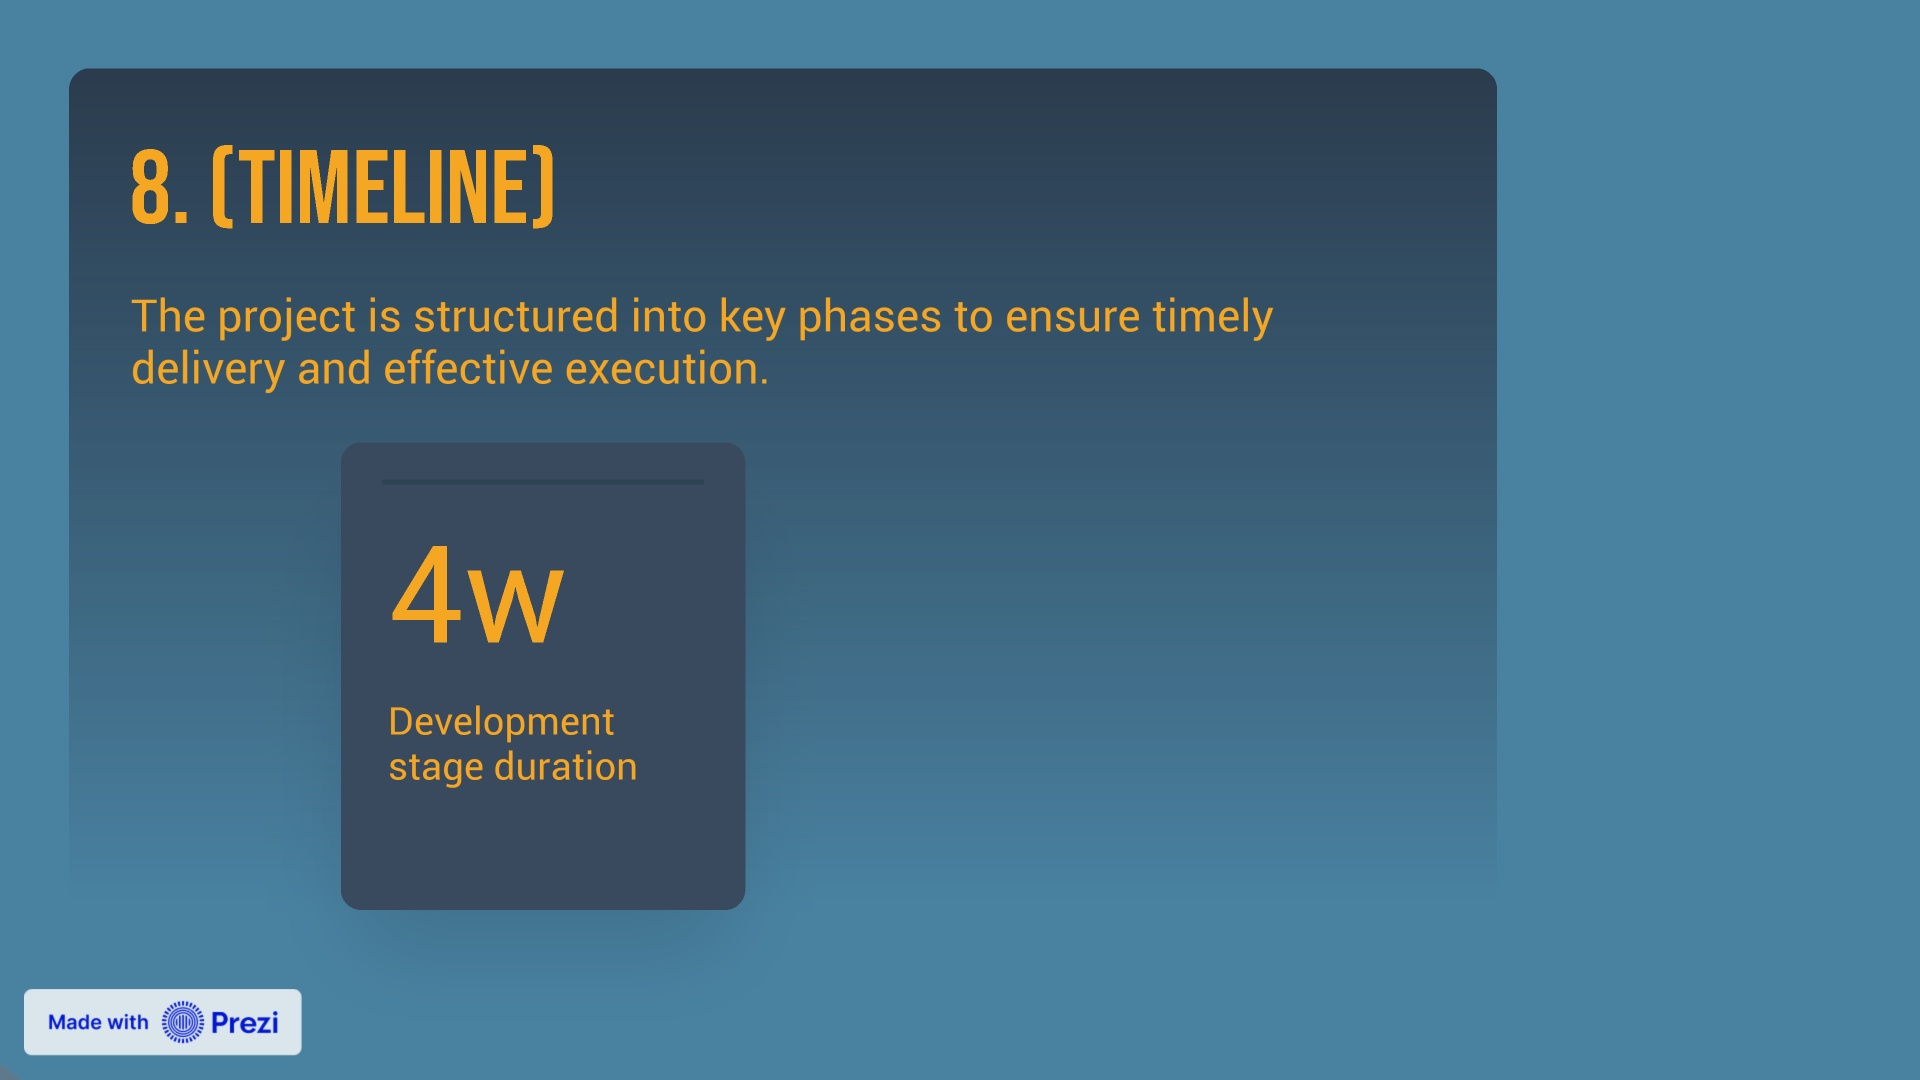 8. (TIMELINE)
The project is structured into key phases to ensure timely
delivery and effective execution.
4w
Development
stage duration
Made with Prezi